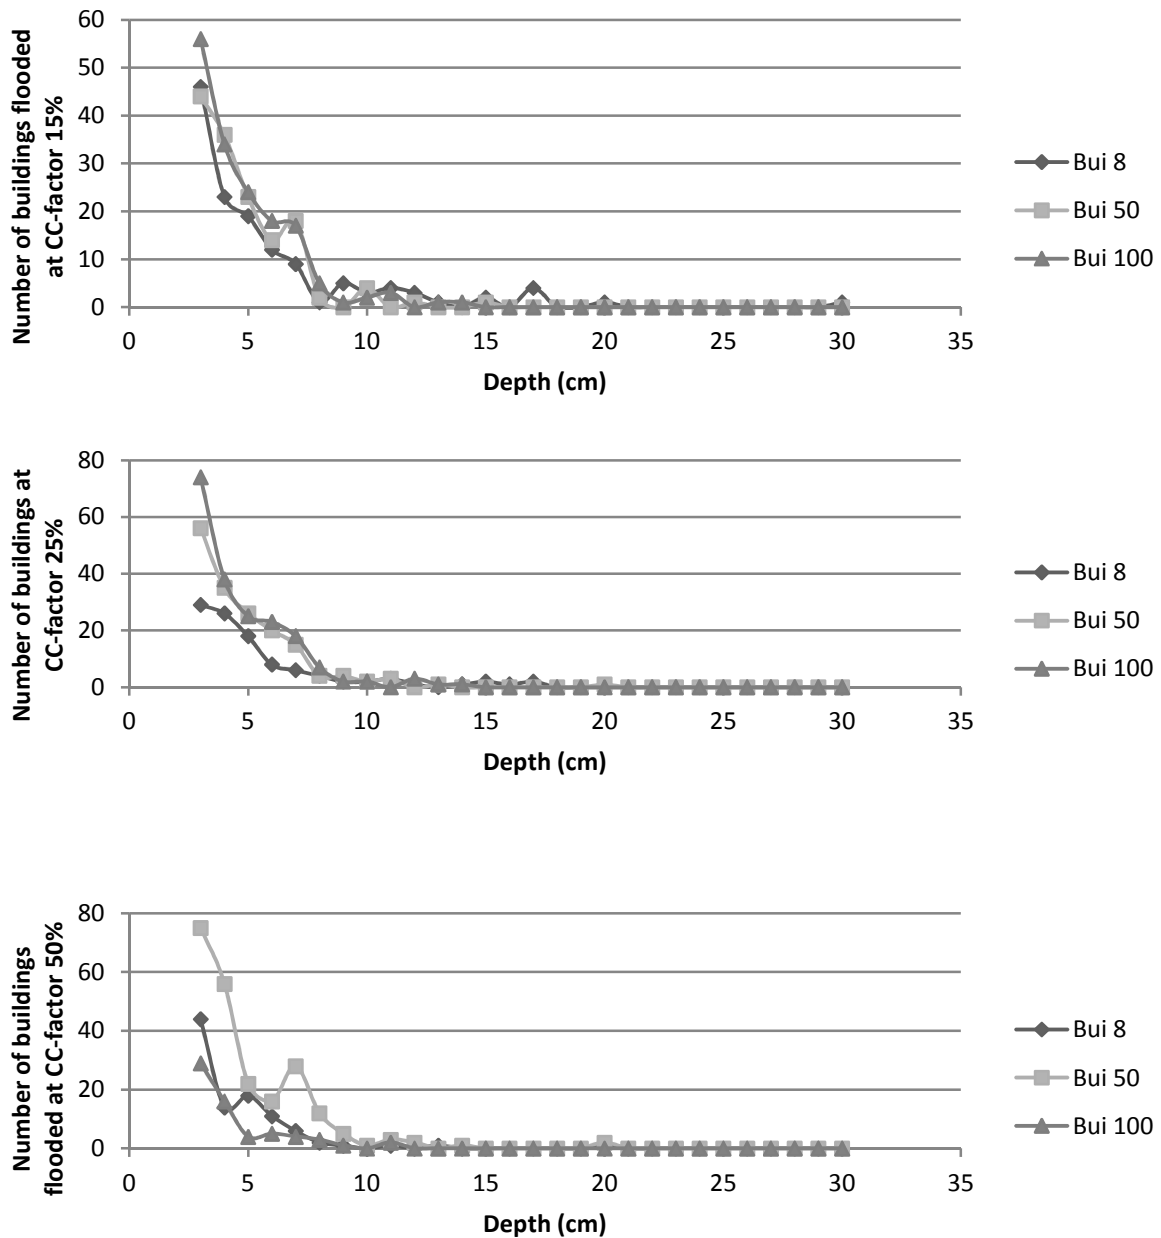 Number of buildings flooded
at CC-factor 15%
60
50
40
30
20
10
0
0 5 10 15 20 25 30 35
Depth (cm)
Bui 8
Bui 50
Bui 100
Number of buildings at
CC-factor 25%
80
60
40
20
0
0 5 10 15 20 25 30 35
Depth (cm)
Bui 8
Bui 50
Bui 100
Number of buildings
flooded at CC-factor 50%
80
60
40
20
0
0 5 10 15 20 25 30 35
Depth (cm)
Bui 8
Bui 50
Bui 100